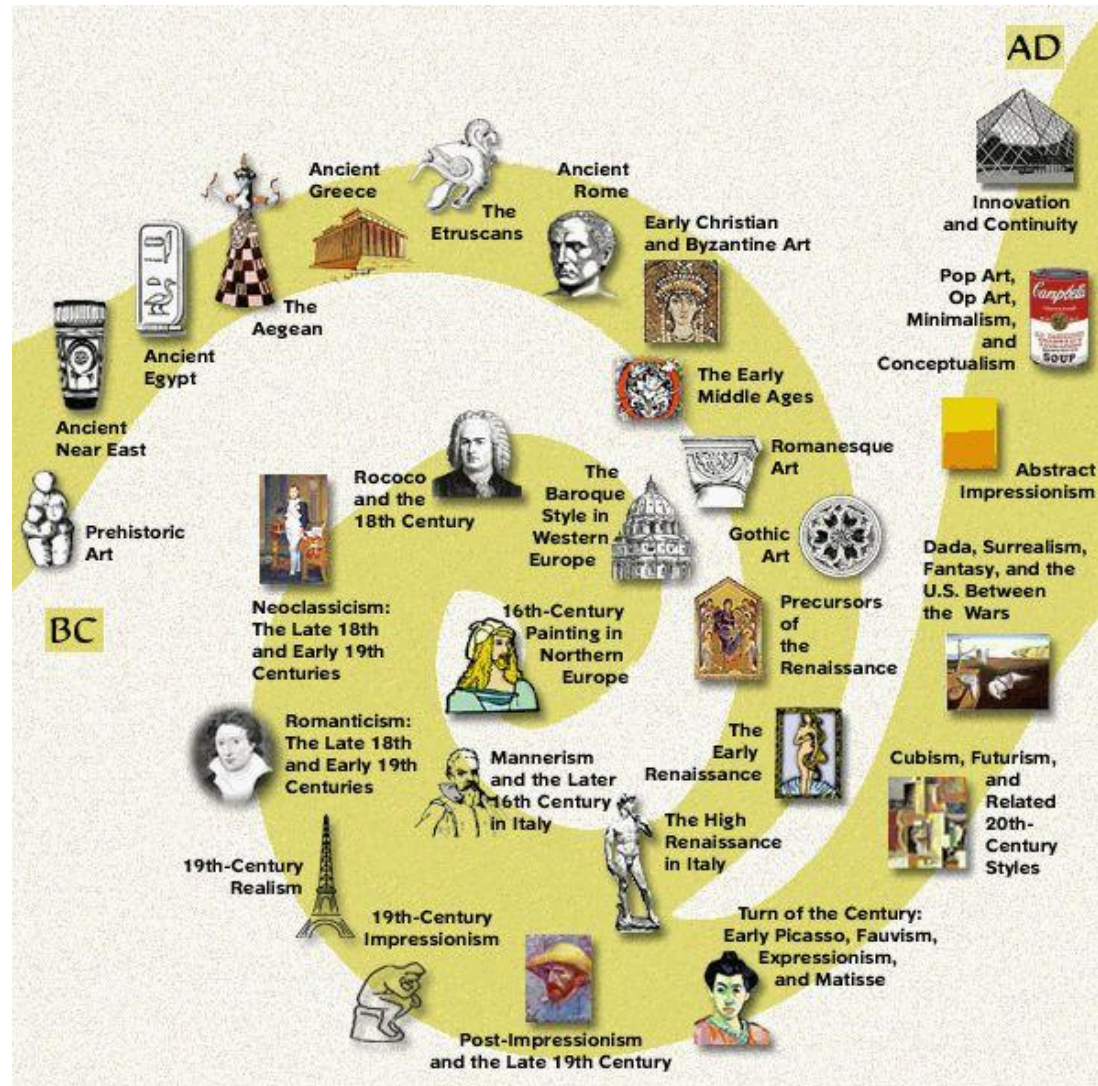 AD
Innovation
and Continuity
Pop Art,
Op Art,
Minimalism,
and
Conceptualism
Campbell's
SOUP
Abstract
Impressionism
Dada, Surrealism,
Fantasy, and the
U.S. Between
the Wars
Cubism, Futurism,
and
Related
20th-
Century
Styles
Turn of the Century:
Early Picasso, Fauvism,
Expressionism,
and Matisse
Post-Impressionism
and the Late 19th Century
19th-Century
Impressionism
19th-Century
Realism
Romanticism:
The Late 18th
and Early 19th
Centuries
Neoclassicism:
The Late 18th
and Early 19th
Centuries
Rococo
and the
18th Century
The
Baroque
Style in
Western
Europe
16th-Century
Painting in
Northern
Europe
Mannerism
and the Later
16th Century
in Italy
The High
Renaissance
in Italy
The
Early
Renaissance
Precursors
of
the
Renaissance
Gothic
Art
Romanesque
Art
The Early
Middle Ages
Early Christian
and Byzantine Art
Ancient
Rome
The
Etruscans
Ancient
Greece
The
Aegean
Ancient
Egypt
Ancient
Near East
Prehistoric
Art
BC